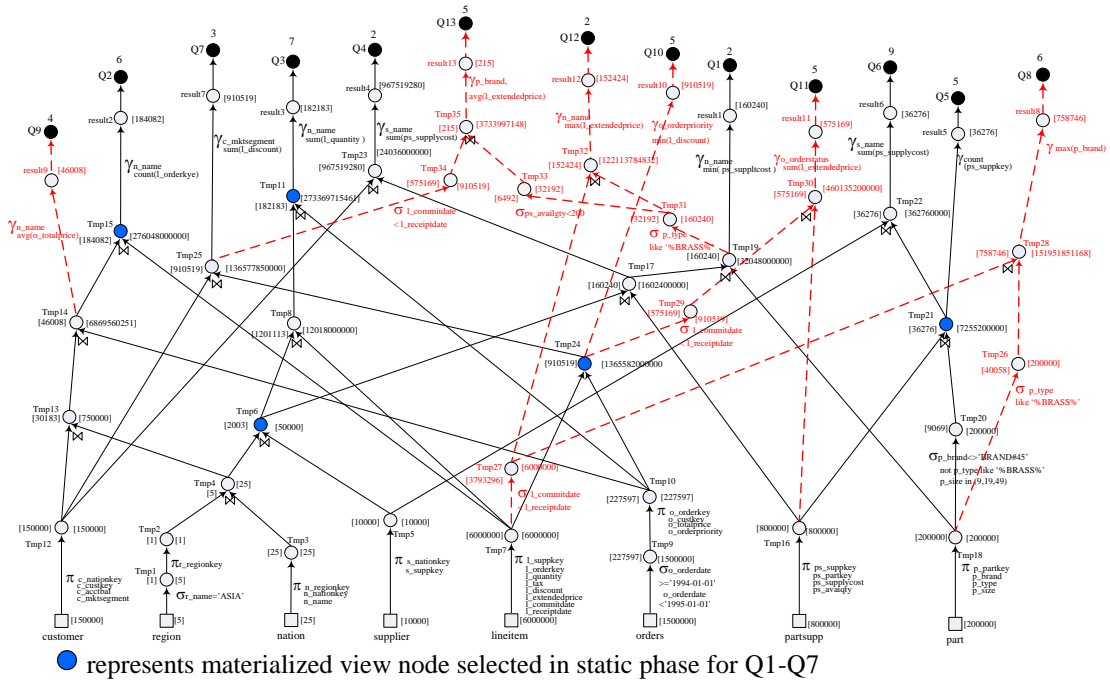 5
Q13
3
Q7
7
Q3
2
Q4
2
Q12
5
Q10
2
Q1
9
Q6
6
Q2
5
Q11
5
Q5
6
Q8
4
Q9
result13 [215]
γp_brand,
avg(l_extendedprice)
result12 [152424]
result10 [910519]
result7 [910519]
result4 [967519280]
result3 [182183]
result2 [184082]
result1 [160240]
result11 [575169]
result6 [36276]
result5 [36276]
result8 [758746]
result9 [46008]
γn_name
count(l_orderkye)
γc_mktsegment
sum(l_discount)
γn_name
sum(l_quantity)
γs_name
sum(ps_supplycost)
γn_name
max(l_extendedprice)
γo_orderpriority
min(l_discount)
γn_name
min(ps_suppltcost)
γo_orderstatus
sum(l_extendedprice)
γs_name
sum(ps_supplycost)
γcount
(ps_suppkey)
γ max(p_brand)
γn_name
avg(o_totalprice)
Tmp35
[215] [3733997148]
Tmp23 [24036000000]
[967519280]
Tmp32
[152424] [122113784832]
Tmp34
[575169] [910519]
Tmp33
[6492] [32192]
Tmp11
[182183] [273369715461]
Tmp30
[575169] [460135200000]
Tmp31
[32192] [160240]
Tmp22
[36276] [362760000]
σ l_commitdate
< l_receiptdate
σps_availgty<200
σ p_type
like '%BRASS%'
Tmp15
[184082] [276048000000]
Tmp25
[910519] [136577850000]
Tmp19
[160240] [32048000000]
Tmp17
[160240] [1602400000]
Tmp28
[758746] [151951851168]
Tmp29
[575169] [910519]
σ l_commitdate
< l_receiptdate
Tmp14
[46008] [6869560251]
Tmp8
[1201113] [12018000000]
Tmp21
[36276] [7255200000]
Tmp24
[910519] [1365582000000
Tmp26
[40058] [200000]
σ p_type
like '%BRASS%'
Tmp13
[30183] [750000]
Tmp6
[2003] [50000]
Tmp20
[9069] [200000]
σp_brand<>'BRAND#45'
not p_type like '%BRASS%'
p_size in (9,19,49)
Tmp27 [6000000]
[3793296]
σ l_commitdate
< l_receiptdate
Tmp4
[5] [25]
Tmp10
[227597] [227597]
π o_orderkey
o_custkey
o_totalprice
o_orderpriority
[150000] [150000]
Tmp12
Tmp2
[1] [1]
πr_regionkey
Tmp3
[25] [25]
[10000] [10000]
Tmp5
[6000000] [6000000]
Tmp7
Tmp9
[227597] [1500000]
σo_orderdate
>='1994-01-01'
o_orderdate
<'1995-01-01'
[800000] [800000]
Tmp16
[200000] [200000]
Tmp18
π c_nationkey
c_custkey
c_acctbal
c_mktsegment
Tmp1
[1] [5]
σr_name='ASIA'
π n_regionkey
n_nationkey
n_name
π s_nationkey
s_suppkey
π l_suppkey
l_orderkey
l_quantity
l_tax
l_discount
l_extendedprice
l_commitdate
l_receiptdate
π ps_suppkey
ps_partkey
ps_supplycost
ps_avaiqty
π p_partkey
p_brand
p_type
p_size
[150000]
[5]
[25]
[10000]
[6000000]
[1500000]
[800000]
[200000]
customer region nation supplier lineitem orders partsupp part
represents materialized view node selected in static phase for Q1-Q7